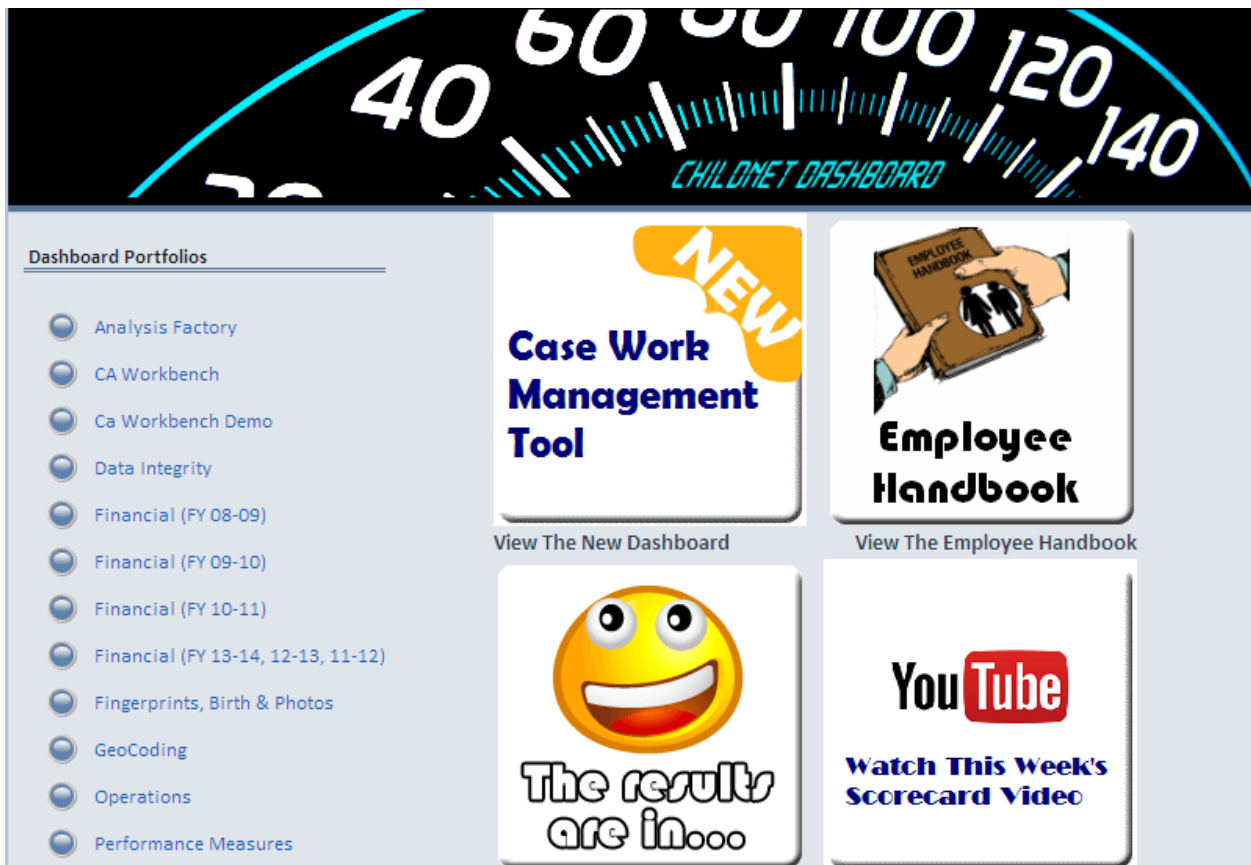 40
60
100
120
140
CHILDNET DASHBOARD
Dashboard Portfolios
Analysis Factory
CA Workbench
Ca Workbench Demo
Data Integrity
Financial (FY 08-09)
Financial (FY 09-10)
Financial (FY 10-11)
Financial (FY 13-14, 12-13, 11-12)
Fingerprints, Birth & Photos
GeoCoding
Operations
Performance Measures
NEW
Case Work
Management
Tool
View The New Dashboard
EMPLOYEE
HANDBOOK
Employee
Handbook
View The Employee Handbook
The results
are in...
YouTube
Watch This Week's
Scorecard Video